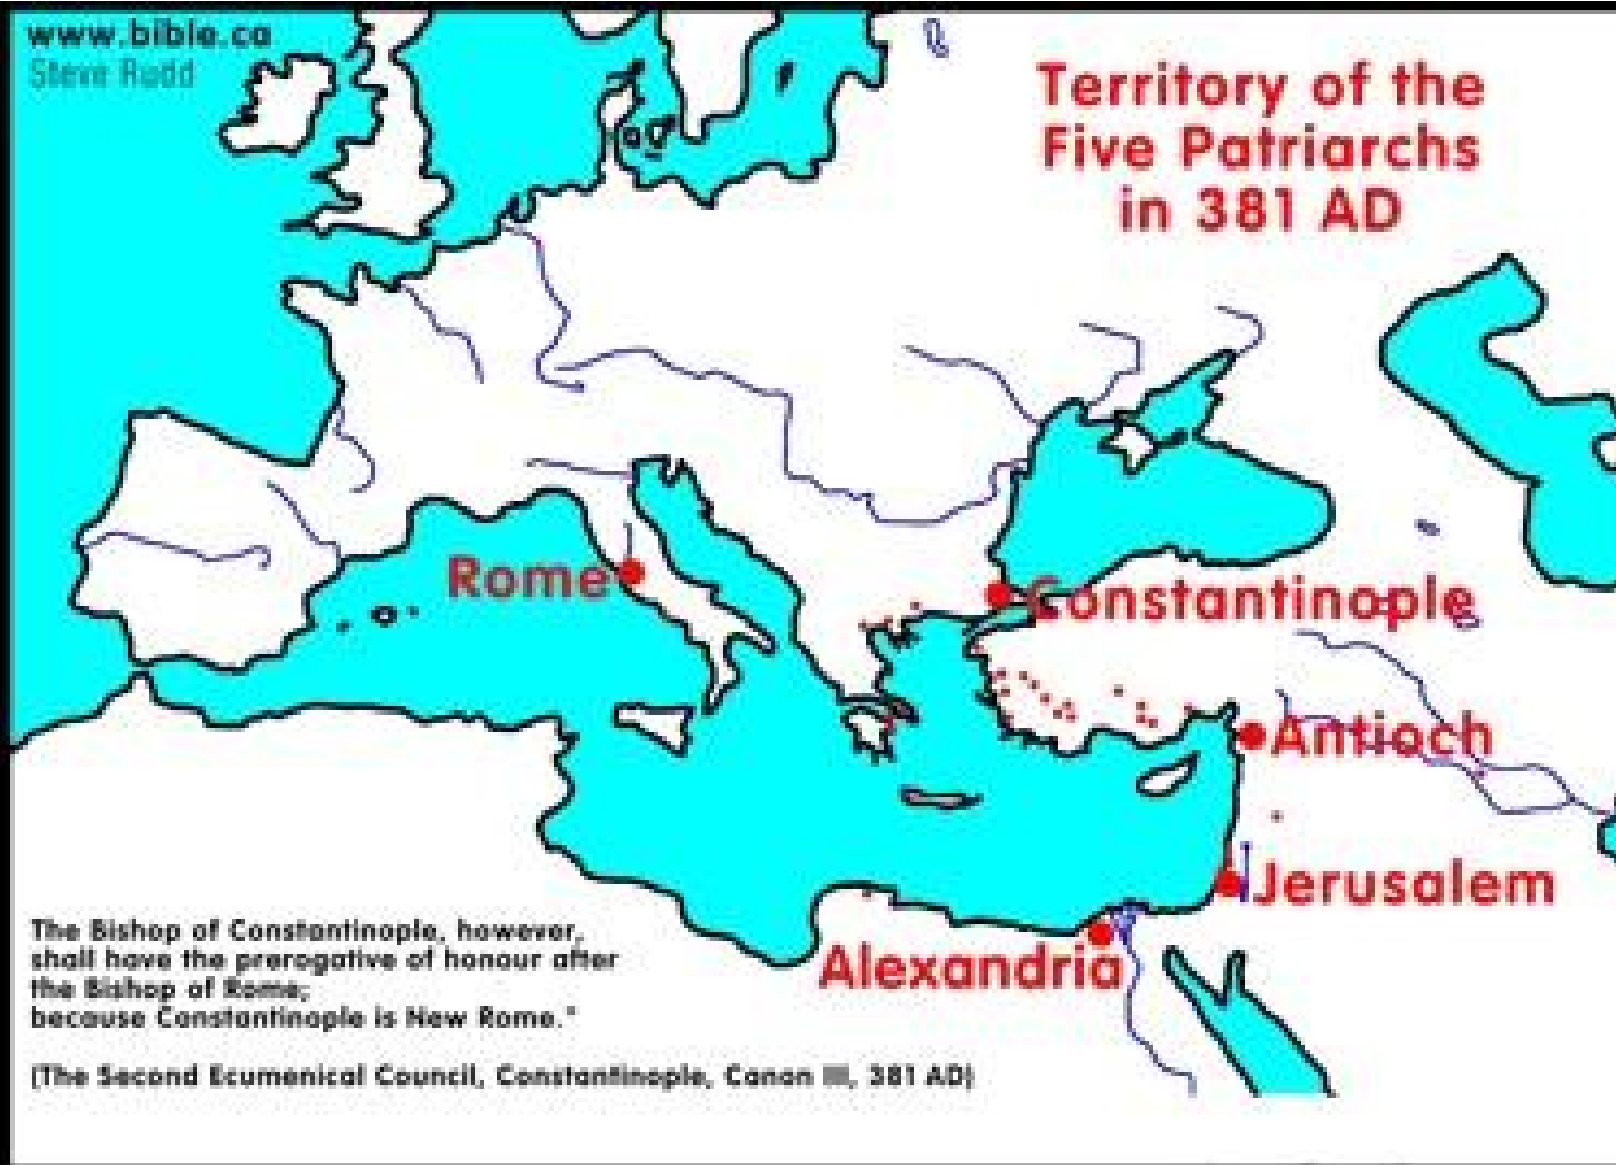 www.bible.ca
Steve Rudd
Territory of the
Five Patriarchs
in 381 AD
Rome
Constantinople
Antioch
Jerusalem
Alexandria
The Bishop of Constantinople, however,
shall have the prerogative of honour after
the Bishop of Rome;
because Constantinople is New Rome."
(The Second Ecumenical Council, Constantinople, Canon III, 381 AD)